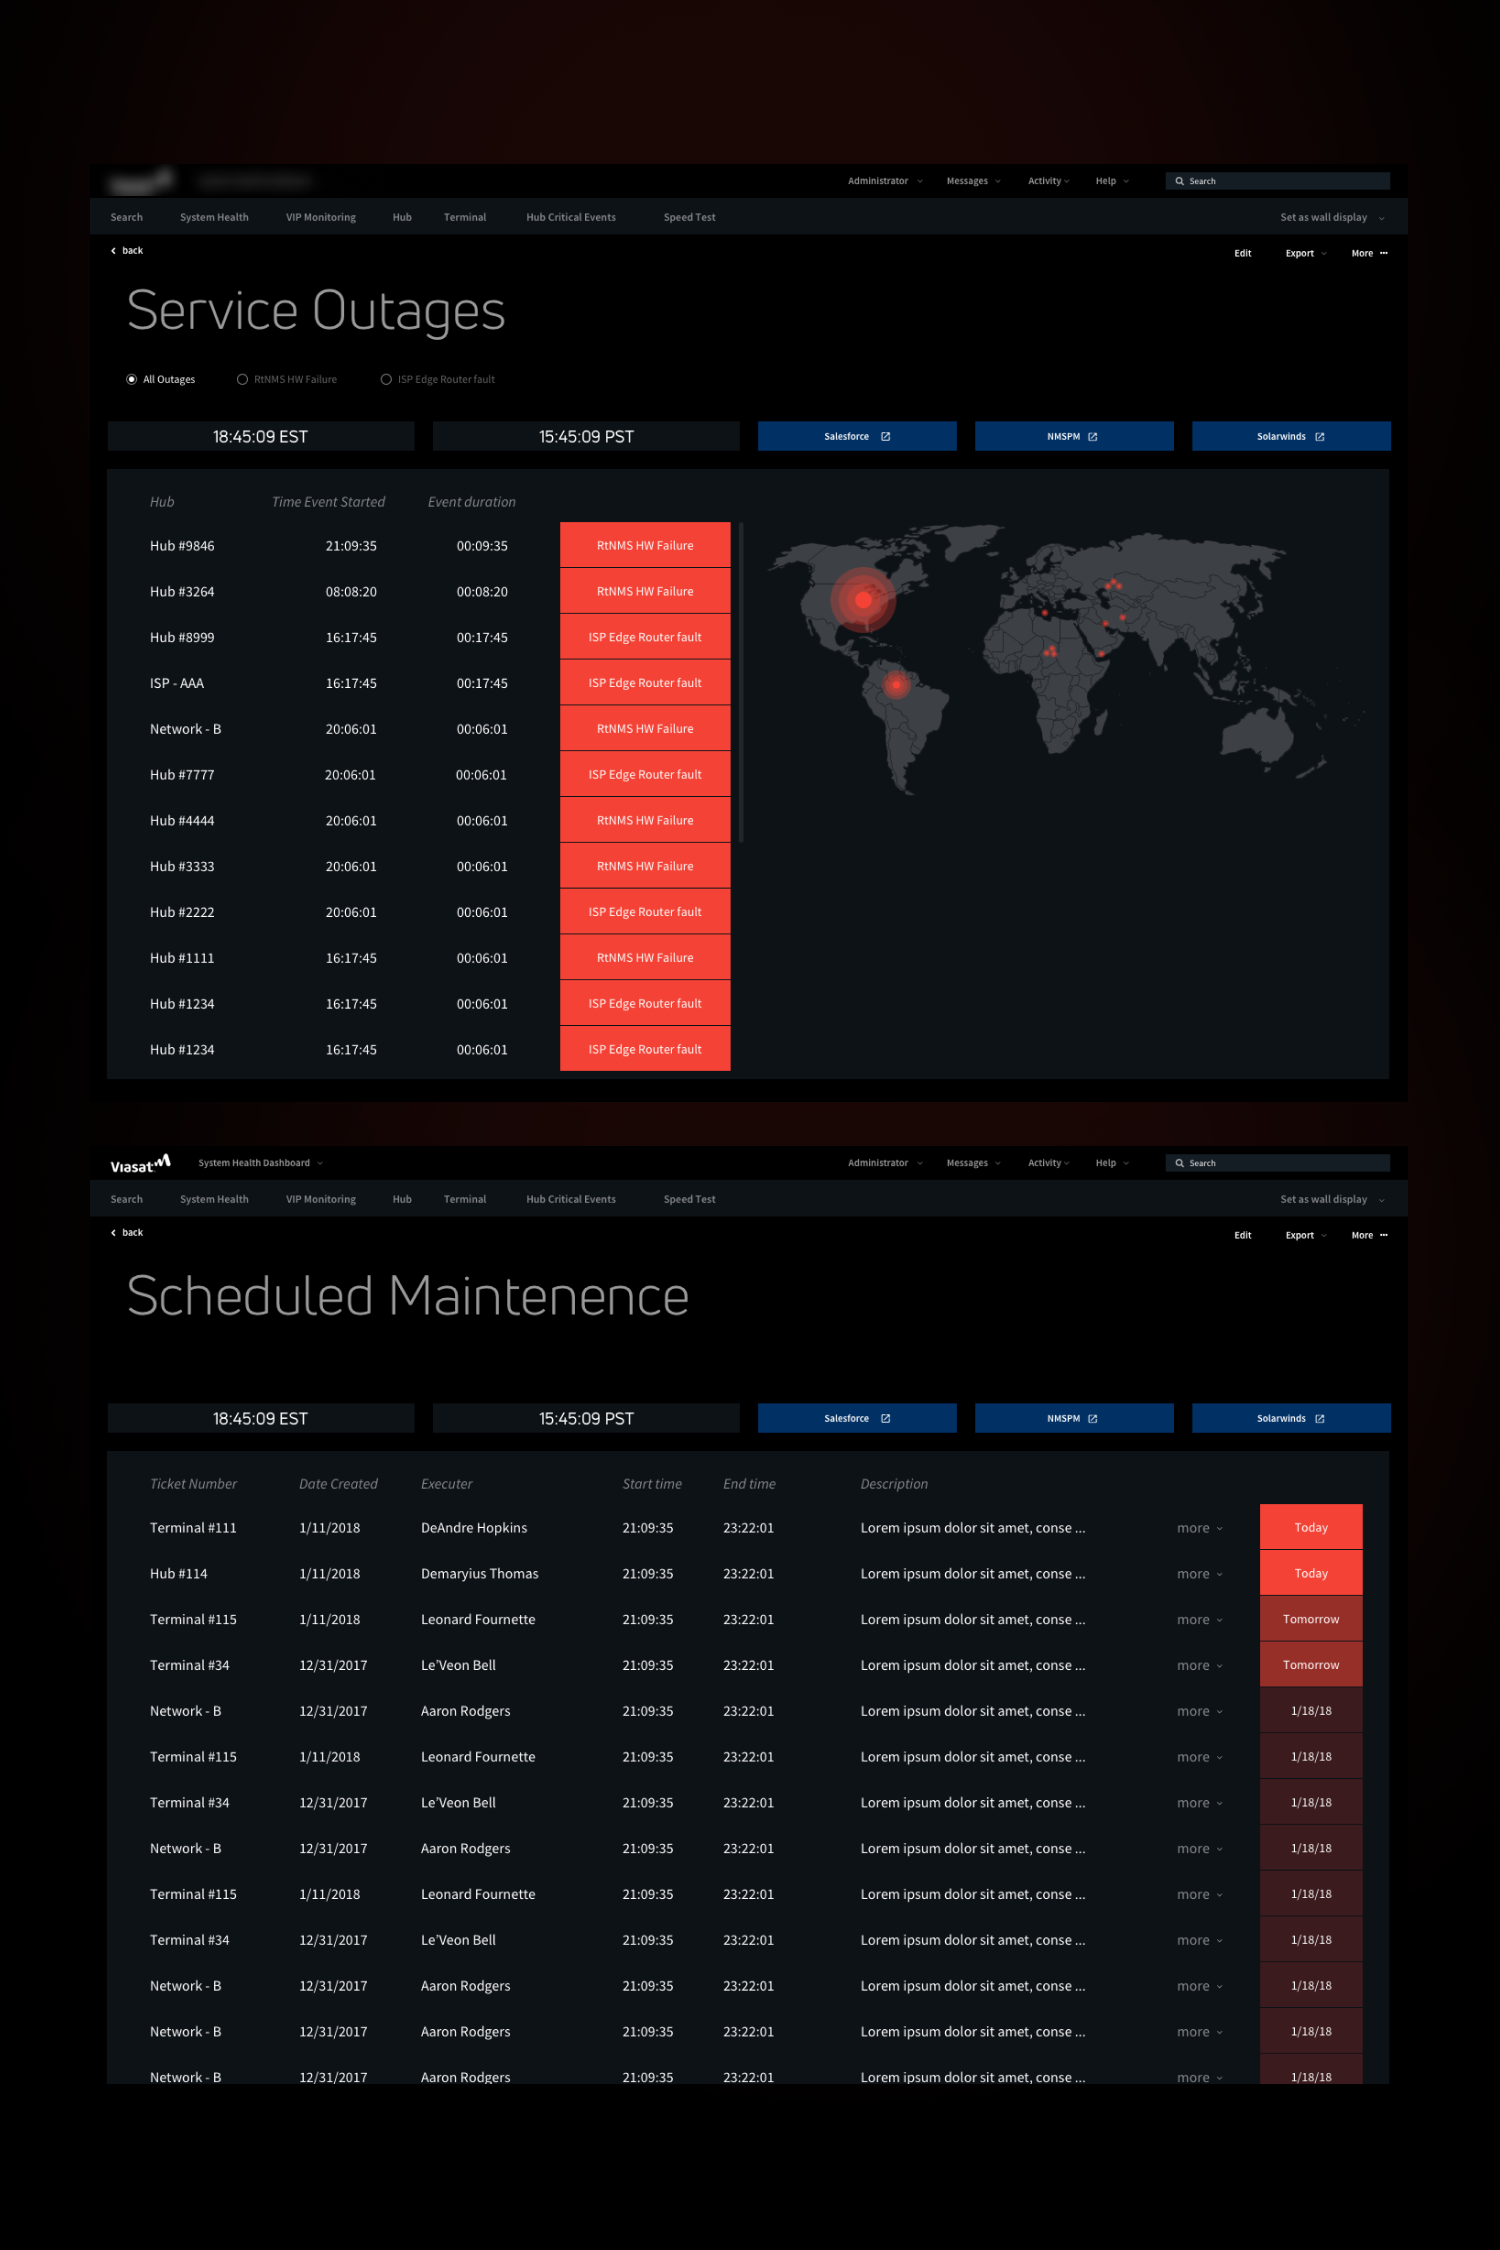 Administrator Messages Activity Help Search
Search System Health VIP Monitoring Hub Terminal Hub Critical Events Speed Test Set as wall display
back Edit Export More
Service Outages
All Outages RtNMS HW Failure ISP Edge Router fault
18:45:09 EST 15:45:09 PST Salesforce NMSPM Solarwinds
Hub Time Event Started Event duration
Hub #9846 21:09:35 00:09:35 RtNMS HW Failure
Hub #3264 08:08:20 00:08:20 RtNMS HW Failure
Hub #8999 16:17:45 00:17:45 ISP Edge Router fault
ISP - AAA 16:17:45 00:17:45 ISP Edge Router fault
Network - B 20:06:01 00:06:01 RtNMS HW Failure
Hub #7777 20:06:01 00:06:01 ISP Edge Router fault
Hub #4444 20:06:01 00:06:01 RtNMS HW Failure
Hub #3333 20:06:01 00:06:01 RtNMS HW Failure
Hub #2222 20:06:01 00:06:01 ISP Edge Router fault
Hub #1111 16:17:45 00:06:01 RtNMS HW Failure
Hub #1234 16:17:45 00:06:01 ISP Edge Router fault
Hub #1234 16:17:45 00:06:01 ISP Edge Router fault
Viasat System Health Dashboard Administrator Messages Activity Help Search
Search System Health VIP Monitoring Hub Terminal Hub Critical Events Speed Test Set as wall display
back Edit Export More
Scheduled Maintenence
18:45:09 EST 15:45:09 PST Salesforce NMSPM Solarwinds
Ticket Number Date Created Executer Start time End time Description
Terminal #111 1/11/2018 DeAndre Hopkins 21:09:35 23:22:01 Lorem ipsum dolor sit amet, conse ... more Today
Hub #114 1/11/2018 Demaryius Thomas 21:09:35 23:22:01 Lorem ipsum dolor sit amet, conse ... more Today
Terminal #115 1/11/2018 Leonard Fournette 21:09:35 23:22:01 Lorem ipsum dolor sit amet, conse ... more Tomorrow
Terminal #34 12/31/2017 Le'Veon Bell 21:09:35 23:22:01 Lorem ipsum dolor sit amet, conse ... more Tomorrow
Network - B 12/31/2017 Aaron Rodgers 21:09:35 23:22:01 Lorem ipsum dolor sit amet, conse ... more 1/18/18
Terminal #115 1/11/2018 Leonard Fournette 21:09:35 23:22:01 Lorem ipsum dolor sit amet, conse ... more 1/18/18
Terminal #34 12/31/2017 Le'Veon Bell 21:09:35 23:22:01 Lorem ipsum dolor sit amet, conse ... more 1/18/18
Network - B 12/31/2017 Aaron Rodgers 21:09:35 23:22:01 Lorem ipsum dolor sit amet, conse ... more 1/18/18
Terminal #115 1/11/2018 Leonard Fournette 21:09:35 23:22:01 Lorem ipsum dolor sit amet, conse ... more 1/18/18
Terminal #34 12/31/2017 Le'Veon Bell 21:09:35 23:22:01 Lorem ipsum dolor sit amet, conse ... more 1/18/18
Network - B 12/31/2017 Aaron Rodgers 21:09:35 23:22:01 Lorem ipsum dolor sit amet, conse ... more 1/18/18
Network - B 12/31/2017 Aaron Rodgers 21:09:35 23:22:01 Lorem ipsum dolor sit amet, conse ... more 1/18/18
Network - B 12/31/2017 Aaron Rodgers 21:09:35 23:22:01 Lorem ipsum dolor sit amet, conse ... more 1/18/18